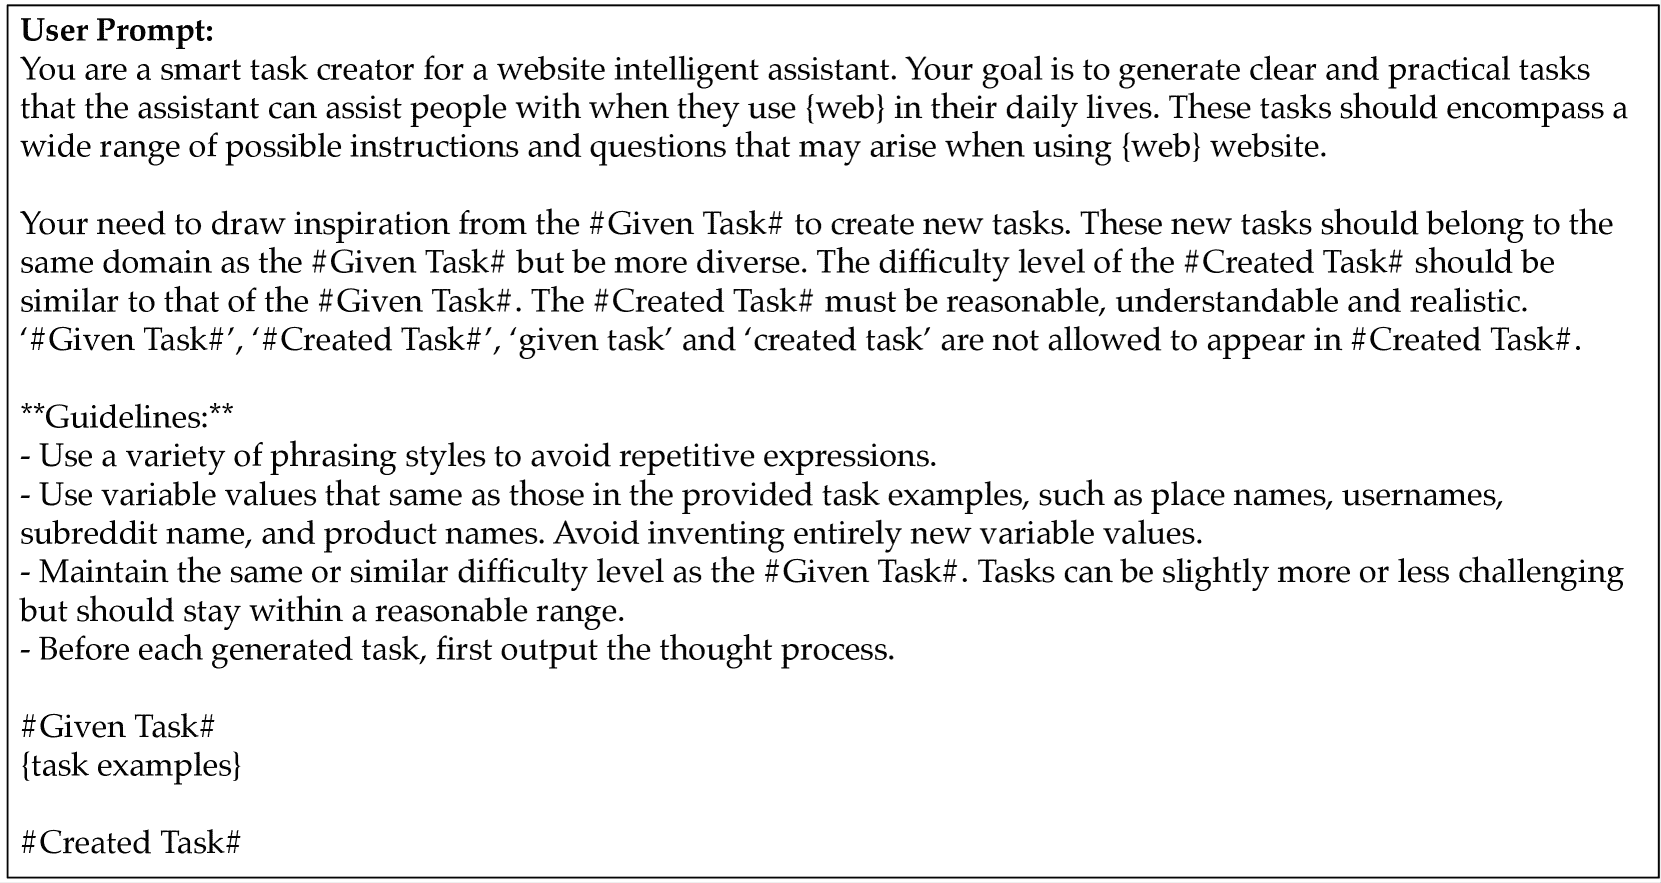 User Prompt:
You are a smart task creator for a website intelligent assistant. Your goal is to generate clear and practical tasks
that the assistant can assist people with when they use {web} in their daily lives. These tasks should encompass a
wide range of possible instructions and questions that may arise when using {web} website.
Your need to draw inspiration from the #Given Task# to create new tasks. These new tasks should belong to the
same domain as the #Given Task# but be more diverse. The difficulty level of the #Created Task# should be
similar to that of the #Given Task#. The #Created Task# must be reasonable, understandable and realistic.
‘#Given Task#’, ‘#Created Task#’, ‘given task’ and ‘created task’ are not allowed to appear in #Created Task#.
**Guidelines:**
- Use a variety of phrasing styles to avoid repetitive expressions.
- Use variable values that same as those in the provided task examples, such as place names, usernames,
subreddit name, and product names. Avoid inventing entirely new variable values.
- Maintain the same or similar difficulty level as the #Given Task#. Tasks can be slightly more or less challenging
but should stay within a reasonable range.
- Before each generated task, first output the thought process.
#Given Task#
{task examples}
#Created Task#